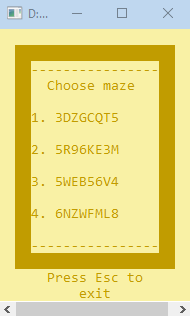 D:...
----------------
Choose maze
1. 3DZGCQT5
2. 5R96KE3M
3. 5WEB56V4
4. 6NZWFML8
----------------
Press Esc to
exit